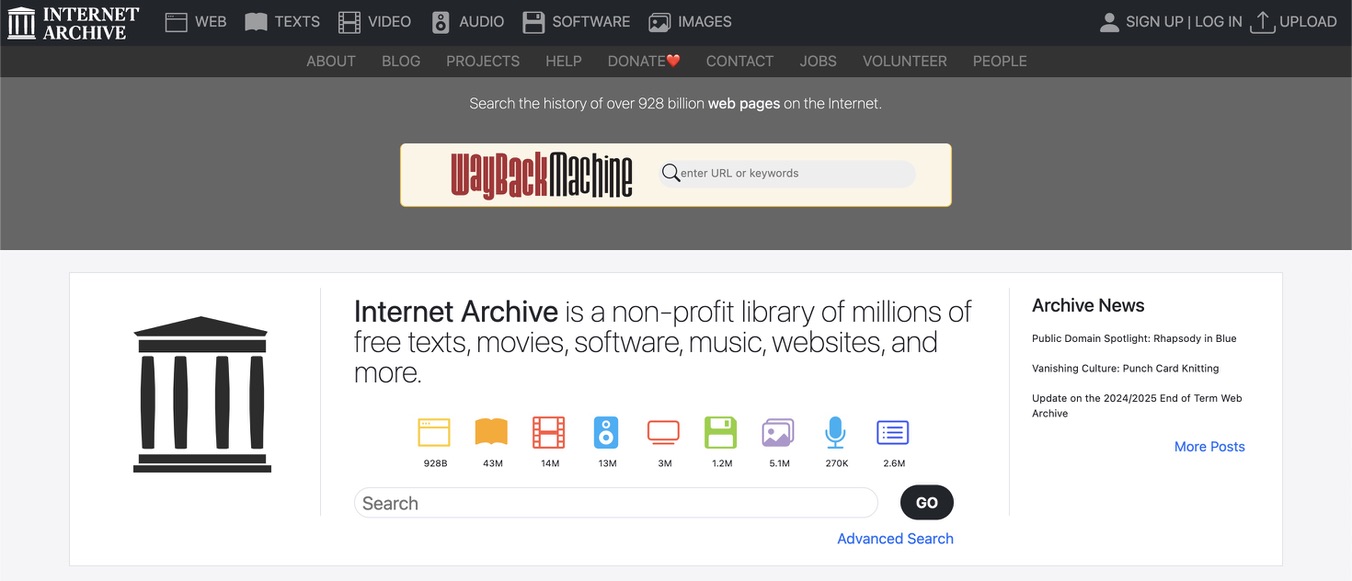 INTERNET
ARCHIVE
WEB TEXTS VIDEO AUDIO SOFTWARE IMAGES SIGN UP | LOG IN UPLOAD
ABOUT BLOG PROJECTS HELP DONATE❤️ CONTACT JOBS VOLUNTEER PEOPLE
Search the history of over 928 billion web pages on the Internet.
WayBackMachine enter URL or keywords
Internet Archive is a non-profit library of millions of
free texts, movies, software, music, websites, and
more.
928B 43M 14M 13M 3M 1.2M 5.1M 270K 2.6M
Search GO
Advanced Search
Archive News
Public Domain Spotlight: Rhapsody in Blue
Vanishing Culture: Punch Card Knitting
Update on the 2024/2025 End of Term Web
Archive
More Posts